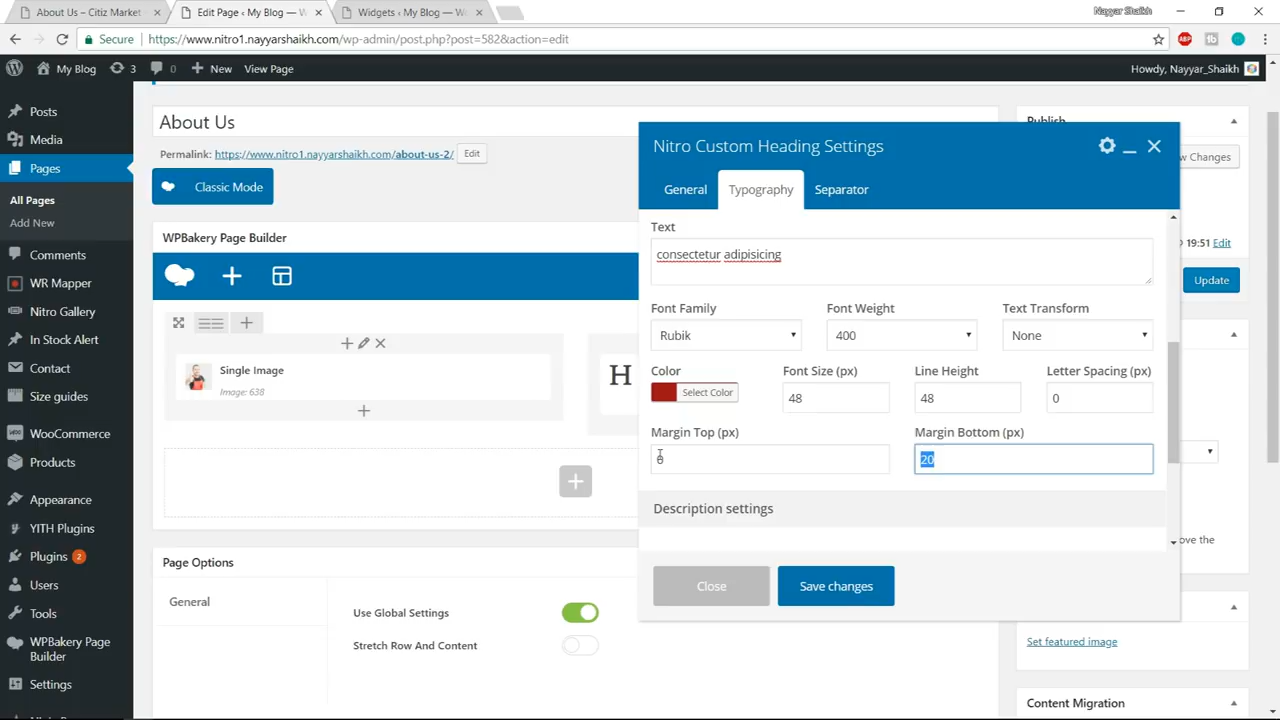 About Us – Citiz Market
Edit Page ‹ My Blog — W
Widgets ‹ My Blog — Wo
Nayyar Shaikh
Secure
https://www.nitro1.nayyarshaikh.com/wp-admin/post.php?post=582&action=edit
ABP
My Blog
3
0
New
View Page
Howdy, Nayyar_Shaikh
Posts
Media
Pages
All Pages
Add New
Comments
WR Mapper
Nitro Gallery
In Stock Alert
Contact
Size guides
WooCommerce
Products
Appearance
YITH Plugins
Plugins 2
Users
Tools
WPBakery Page
Builder
Settings
About Us
Permalink: https://www.nitro1.nayyarshaikh.com/about-us-2/
Edit
Classic Mode
WPBakery Page Builder
Single Image
Image: 638
H
Page Options
General
Use Global Settings
Stretch Row And Content
Nitro Custom Heading Settings
General
Typography
Separator
Text
consectetur adipisicing
Font Family
Font Weight
Text Transform
Rubik
400
None
Color
Font Size (px)
Line Height
Letter Spacing (px)
Select Color
48
48
0
Margin Top (px)
Margin Bottom (px)
20
Description settings
Close
Save changes
Publish
w Changes
19:51 Edit
Update
ove the
Set featured image
Content Migration